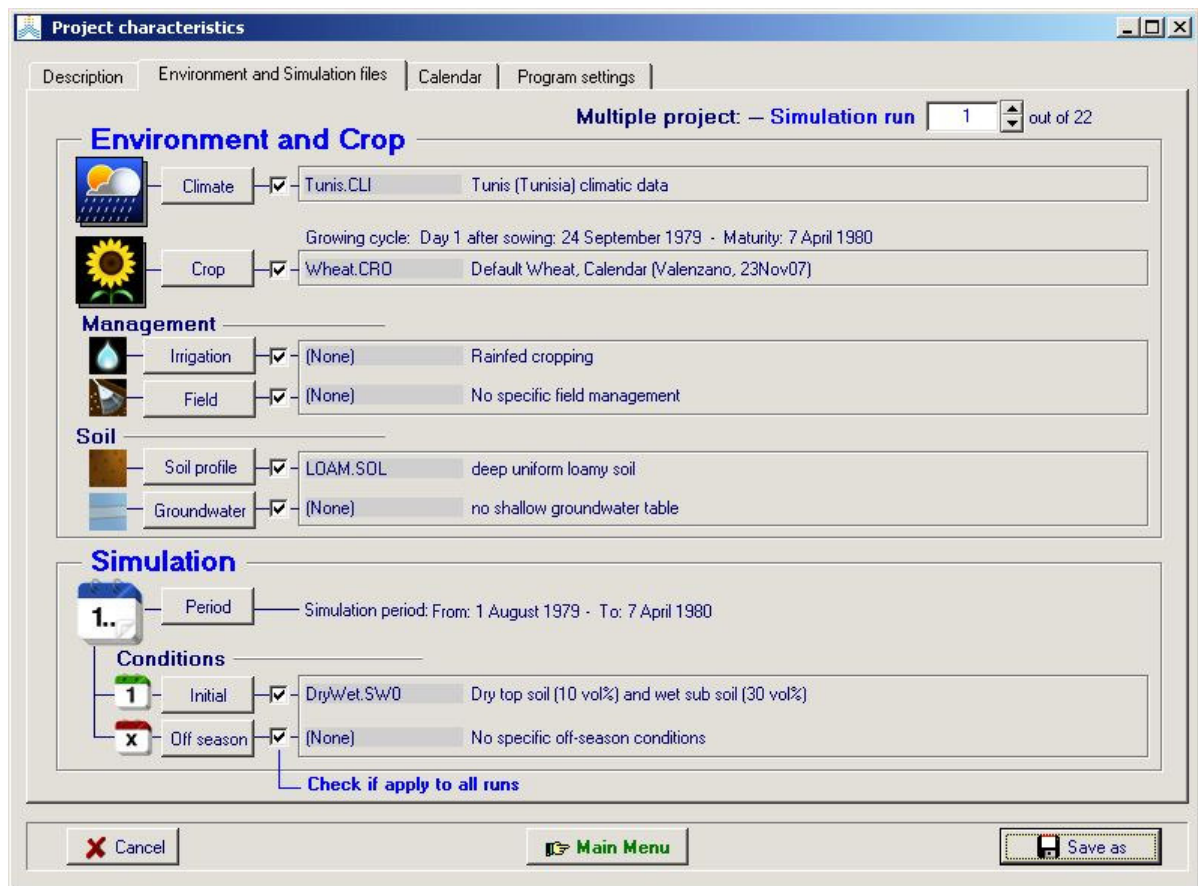 Project characteristics
Description Environment and Simulation files Calendar Program settings
Multiple project: — Simulation run 1 out of 22
Environment and Crop
Climate Tunis.CLI Tunis (Tunisia) climatic data
Growing cycle: Day 1 after sowing: 24 September 1979 - Maturity: 7 April 1980
Crop Wheat.CRO Default Wheat, Calendar (Valenzano, 23Nov07)
Management
Irrigation (None) Rainfed cropping
Field (None) No specific field management
Soil
Soil profile LOAM.SOL deep uniform loamy soil
Groundwater (None) no shallow groundwater table
Simulation
1.. Period Simulation period: From: 1 August 1979 - To: 7 April 1980
Conditions
1 Initial DryWet.SW0 Dry top soil (10 vol%) and wet sub soil (30 vol%)
x Off season (None) No specific off-season conditions
Check if apply to all runs
Cancel Main Menu Save as